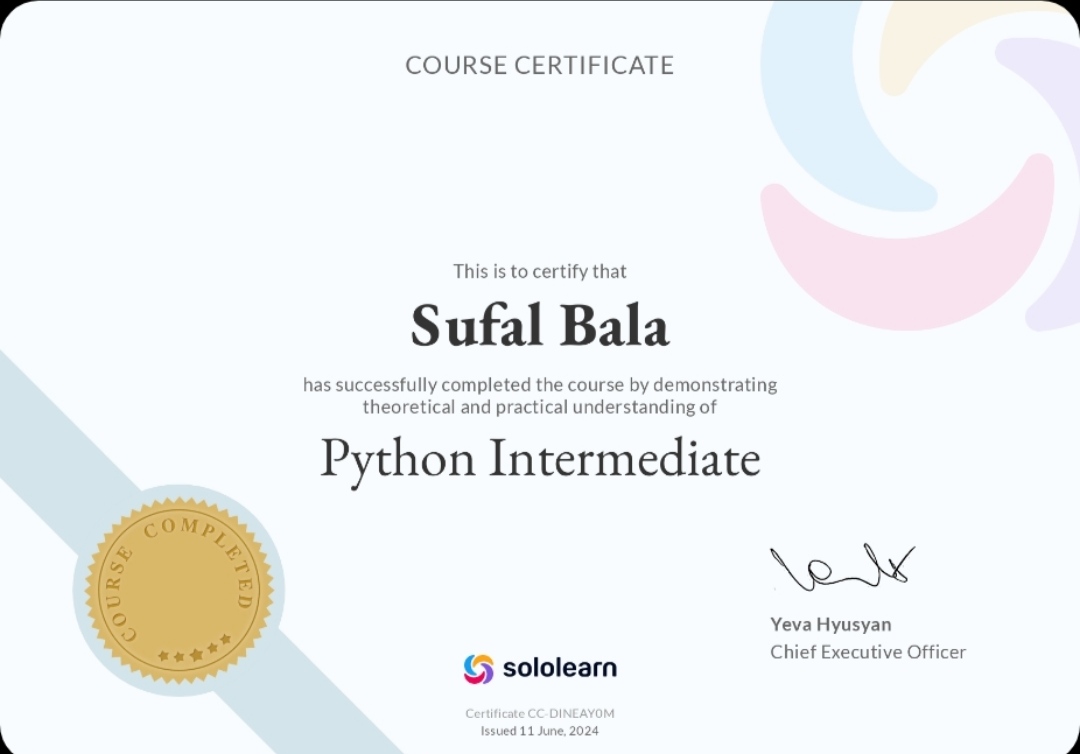 COURSE CERTIFICATE
This is to certify that
Sufal Bala
has successfully completed the course by demonstrating
theoretical and practical understanding of
Python Intermediate
COURSE COMPLETED
Yeva Hyusyan
Chief Executive Officer
sololearn
Certificate CC-DINEAY0M
Issued 11 June, 2024